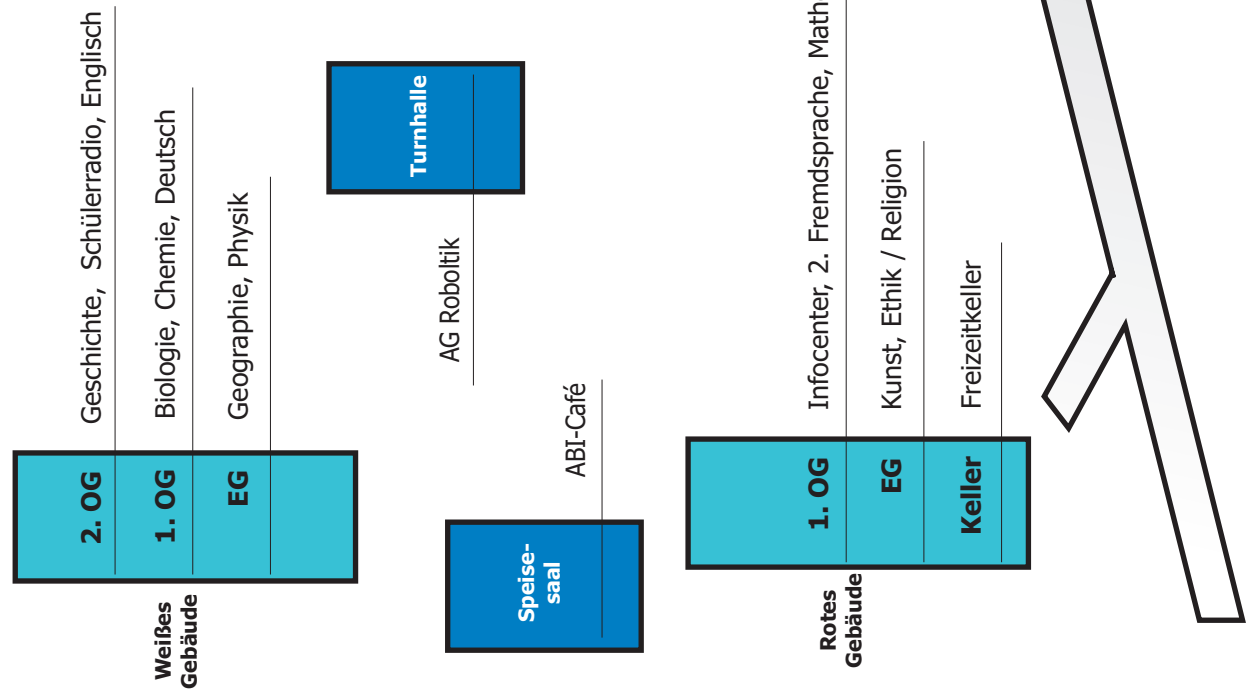 Weißes
Gebäude
2. OG Geschichte, Schülerradio, Englisch
1. OG Biologie, Chemie, Deutsch
EG Geographie, Physik
Turnhalle
AG Roboltik
Speise-
saal
ABI-Café
Rotes
Gebäude
1. OG Infocenter, 2. Fremdsprache, Math
EG Kunst, Ethik / Religion
Keller Freizeitkeller